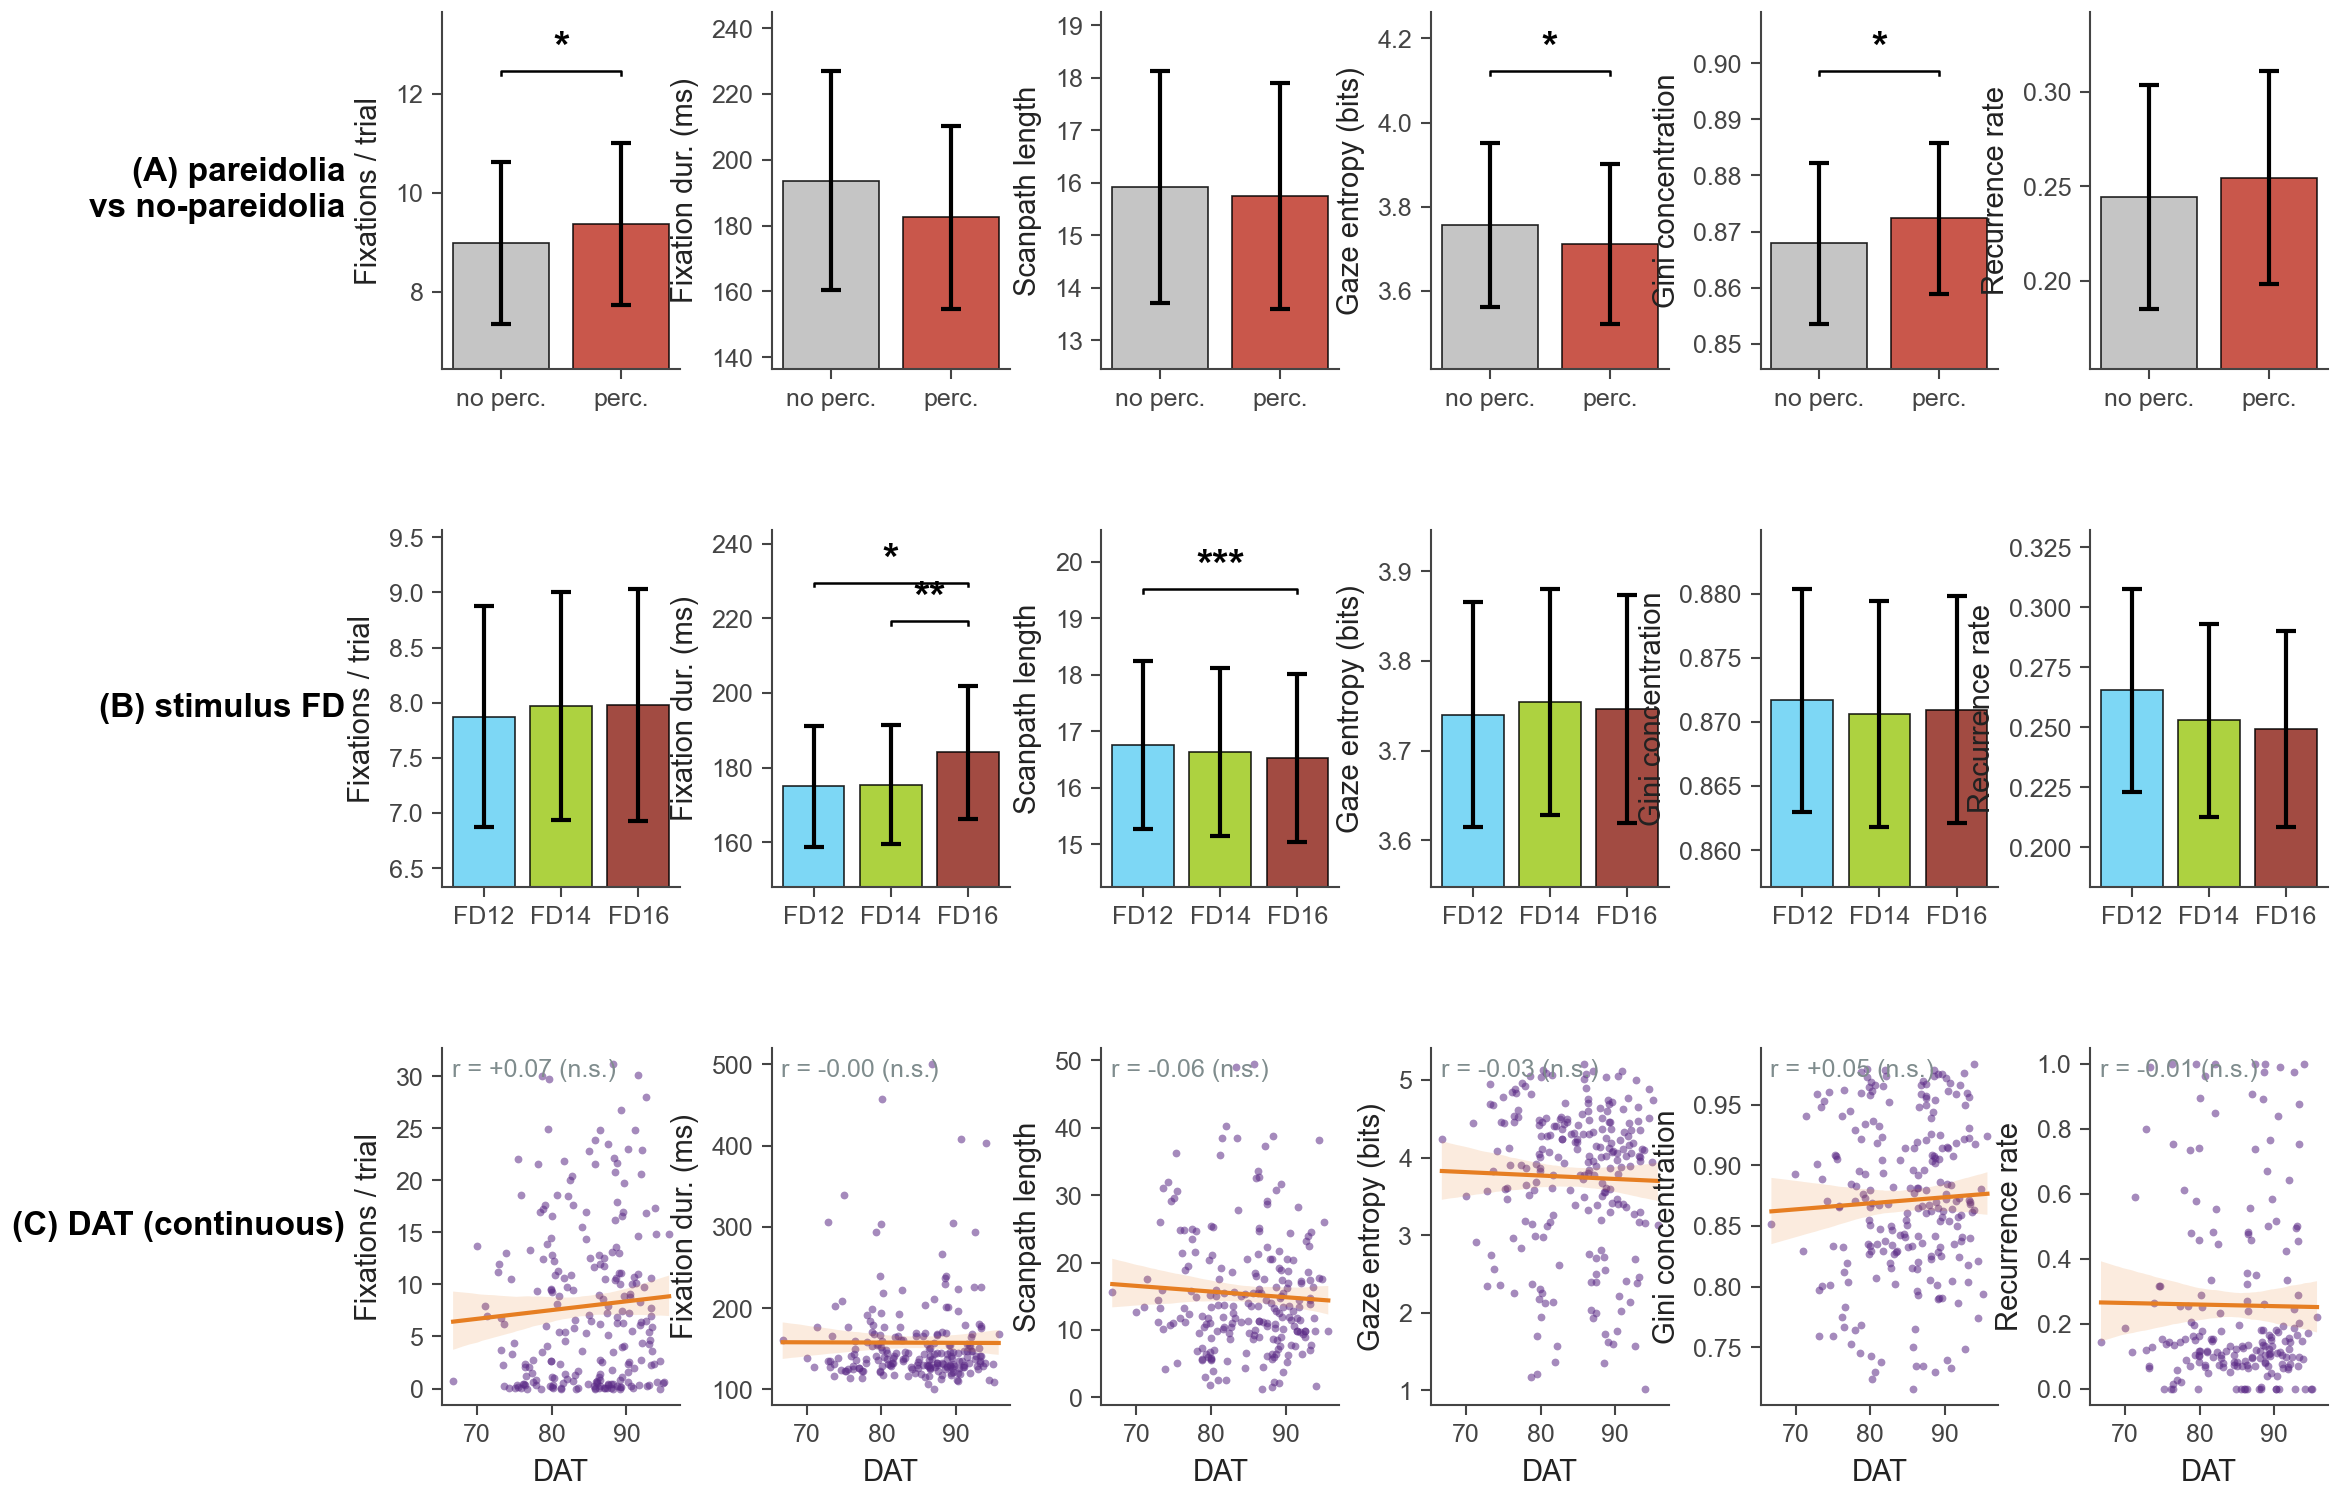 (A) pareidolia
vs no-pareidolia
Fixations / trial
12
10
8
*
no perc.
perc.
Fixation dur. (ms)
240
220
200
180
160
140
no perc.
perc.
Scanpath length
19
18
17
16
15
14
13
no perc.
perc.
Gaze entropy (bits)
4.2
4.0
3.8
3.6
*
no perc.
perc.
Gini concentration
0.90
0.89
0.88
0.87
0.86
0.85
*
no perc.
perc.
Recurrence rate
0.30
0.25
0.20
no perc.
perc.
(B) stimulus FD
Fixations / trial
9.5
9.0
8.5
8.0
7.5
7.0
6.5
FD12
FD14
FD16
Fixation dur. (ms)
240
220
200
180
160
*
**
FD12
FD14
FD16
Scanpath length
20
19
18
17
16
15
***
FD12
FD14
FD16
Gaze entropy (bits)
3.9
3.8
3.7
3.6
FD12
FD14
FD16
Gini concentration
0.880
0.875
0.870
0.865
0.860
FD12
FD14
FD16
Recurrence rate
0.325
0.300
0.275
0.250
0.225
0.200
FD12
FD14
FD16
(C) DAT (continuous)
Fixations / trial
30
25
20
15
10
5
0
r = +0.07 (n.s.)
70
80
90
DAT
Fixation dur. (ms)
500
400
300
200
100
r = -0.00 (n.s.)
70
80
90
DAT
Scanpath length
50
40
30
20
10
0
r = -0.06 (n.s.)
70
80
90
DAT
Gaze entropy (bits)
5
4
3
2
1
r = -0.03 (n.s.)
70
80
90
DAT
Gini concentration
0.95
0.90
0.85
0.80
0.75
r = +0.05 (n.s.)
70
80
90
DAT
Recurrence rate
1.0
0.8
0.6
0.4
0.2
0.0
r = -0.01 (n.s.)
70
80
90
DAT